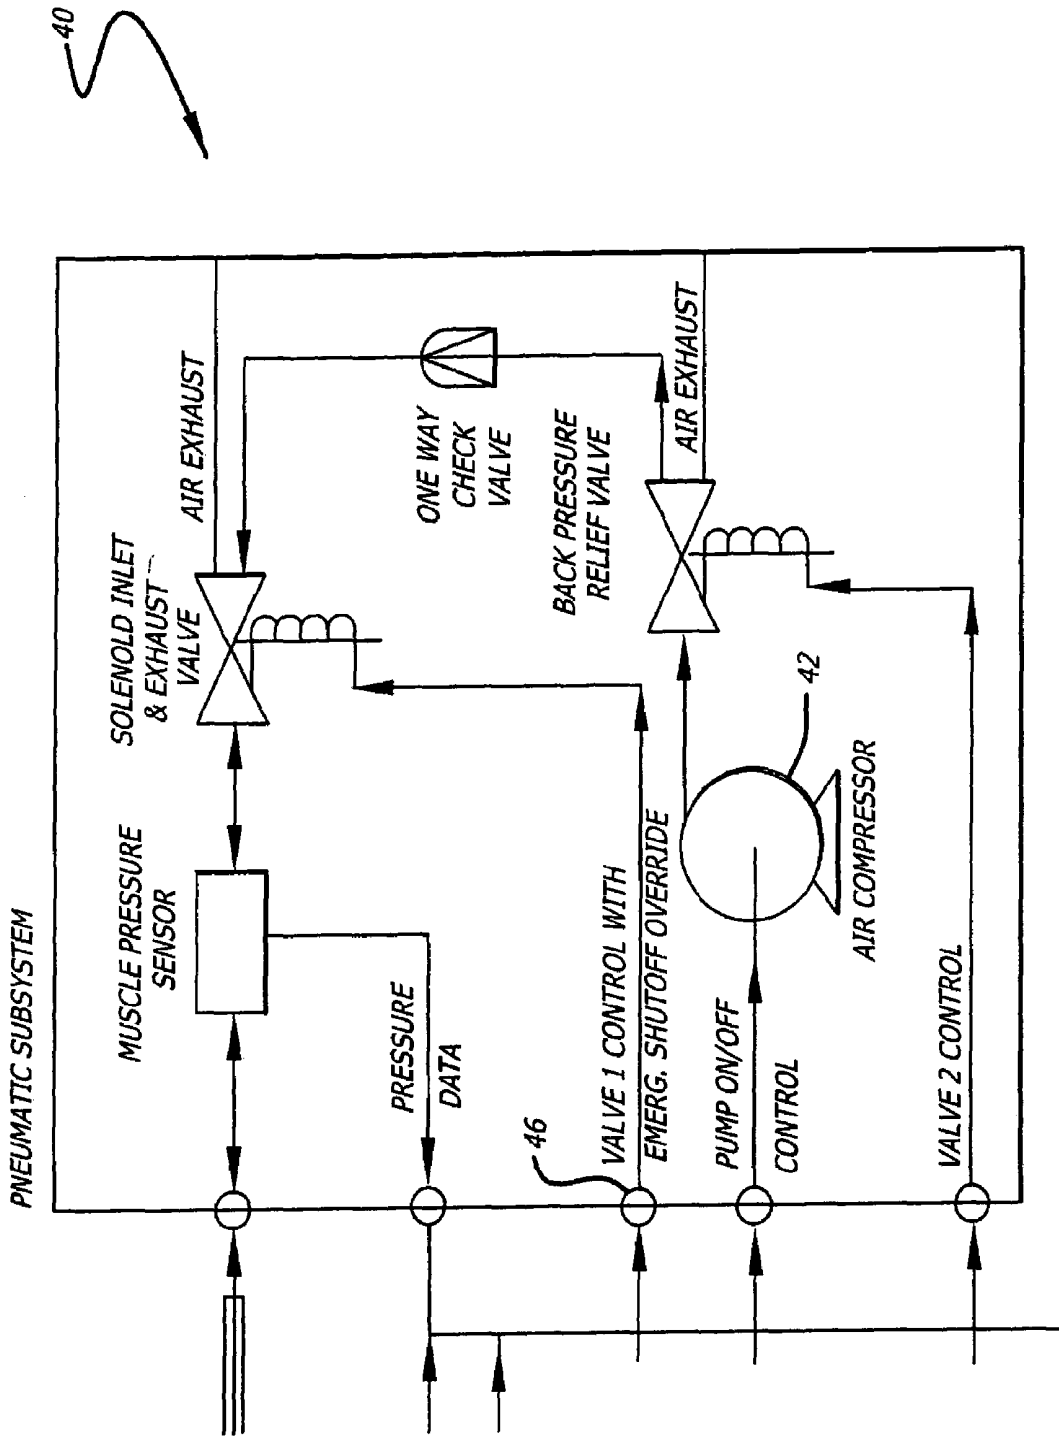 40
PNEUMATIC SUBSYSTEM
MUSCLE PRESSURE
SENSOR
SOLENOLD INLET
& EXHAUST
VALVE
AIR EXHAUST
PRESSURE
DATA
ONE WAY
CHECK
VALVE
46
VALVE 1 CONTROL WITH
EMERG. SHUTOFF OVERRIDE
BACK PRESSURE
RELIEF VALVE
AIR EXHAUST
PUMP ON/OFF
CONTROL
42
AIR COMPRESSOR
VALVE 2 CONTROL